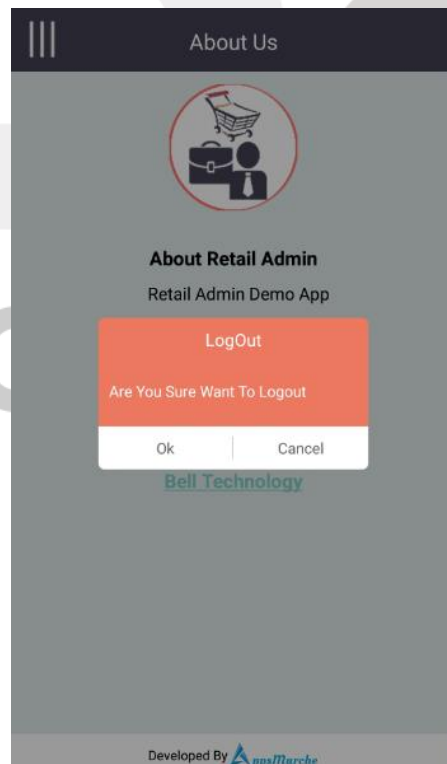 About Us
About Retail Admin
Retail Admin Demo App
LogOut
Are You Sure Want To Logout
Ok Cancel
Bell Technology
Developed By AppsMarche